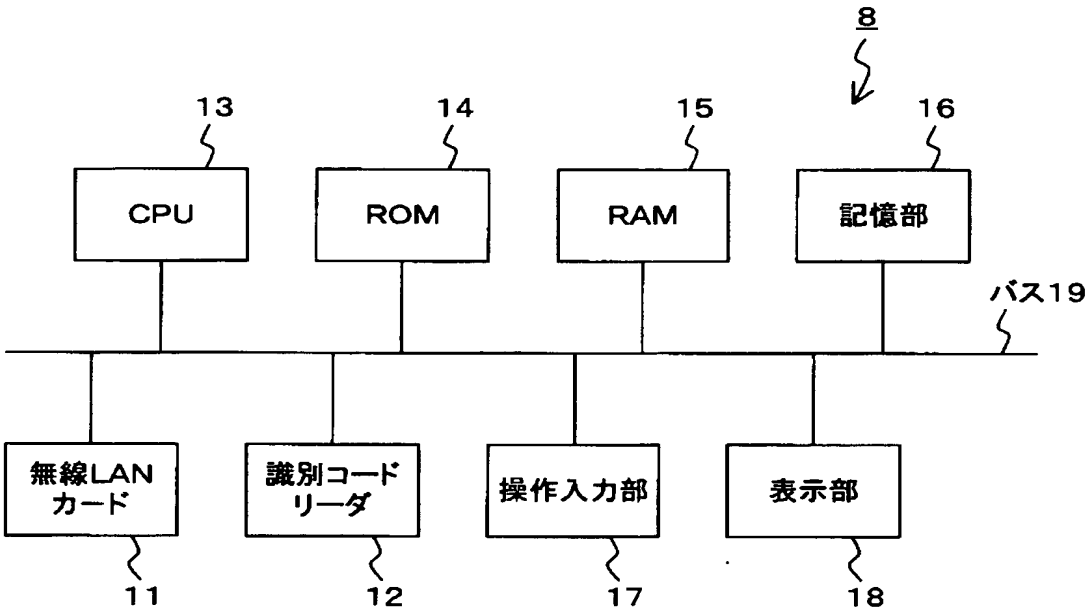 8
13
14
15
16
CPU
ROM
RAM
記憶部
バス19
無線LAN
カード
識別コード
リーダ
操作入力部
表示部
11
12
17
18